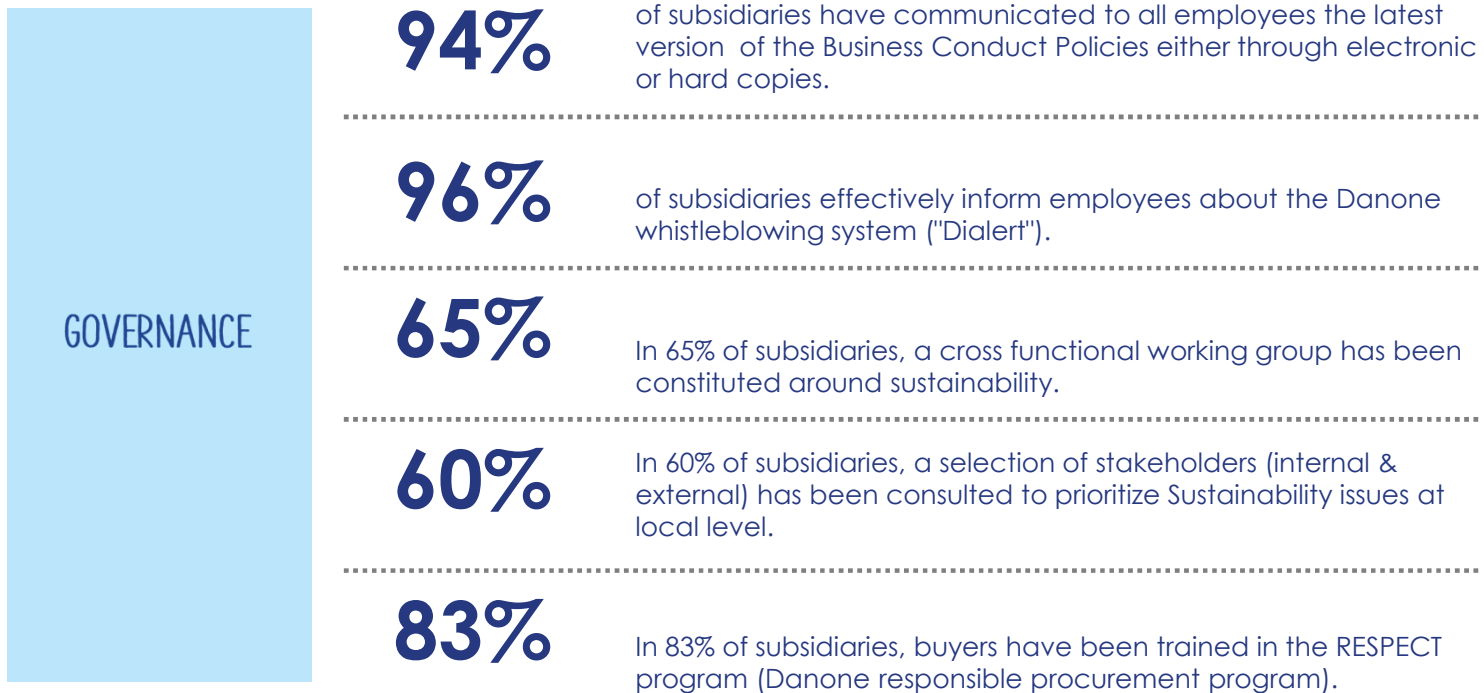 GOVERNANCE
94%
of subsidiaries have communicated to all employees the latest
version  of the Business Conduct Policies either through electronic
or hard copies.
96%
of subsidiaries effectively inform employees about the Danone
whistleblowing system ("Dialert").
65%
In 65% of subsidiaries, a cross functional working group has been
constituted around sustainability.
60%
In 60% of subsidiaries, a selection of stakeholders (internal &
external) has been consulted to prioritize Sustainability issues at
local level.
83%
In 83% of subsidiaries, buyers have been trained in the RESPECT
program (Danone responsible procurement program).